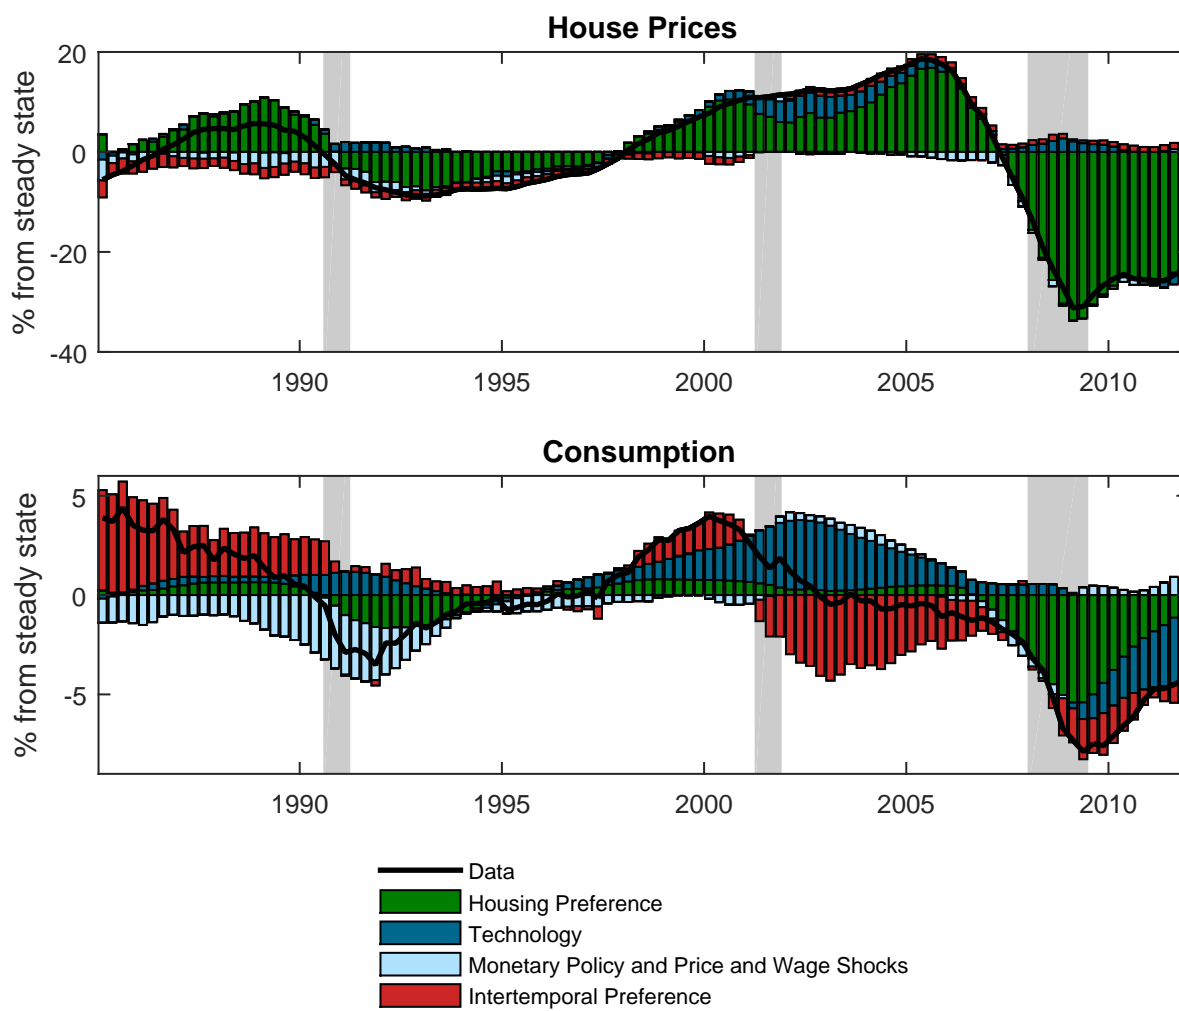 House Prices
% from steady state
20
0
-20
-40
1990
1995
2000
2005
2010
Consumption
% from steady state
5
0
-5
1990
1995
2000
2005
2010
Data
Housing Preference
Technology
Monetary Policy and Price and Wage Shocks
Intertemporal Preference